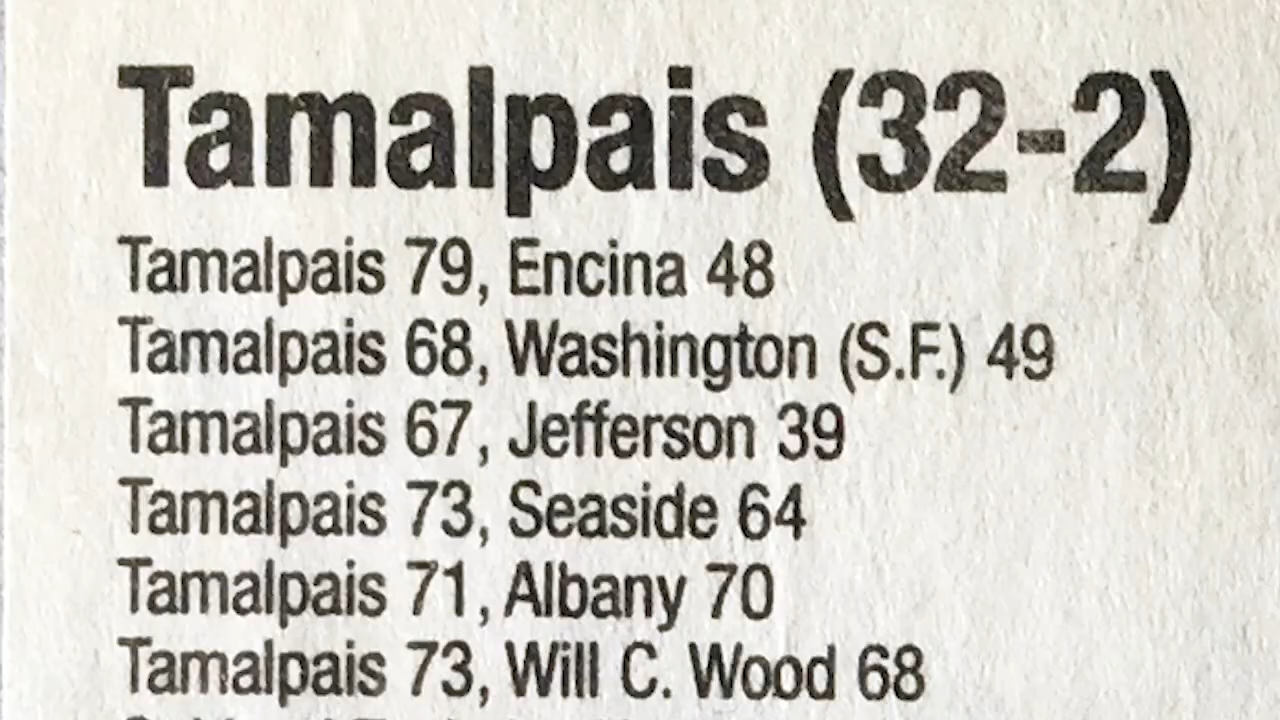 Tamalpais (32-2)
Tamalpais 79, Encina 48
Tamalpais 68, Washington (S.F.) 49
Tamalpais 67, Jefferson 39
Tamalpais 73, Seaside 64
Tamalpais 71, Albany 70
Tamalpais 73, Will C. Wood 68